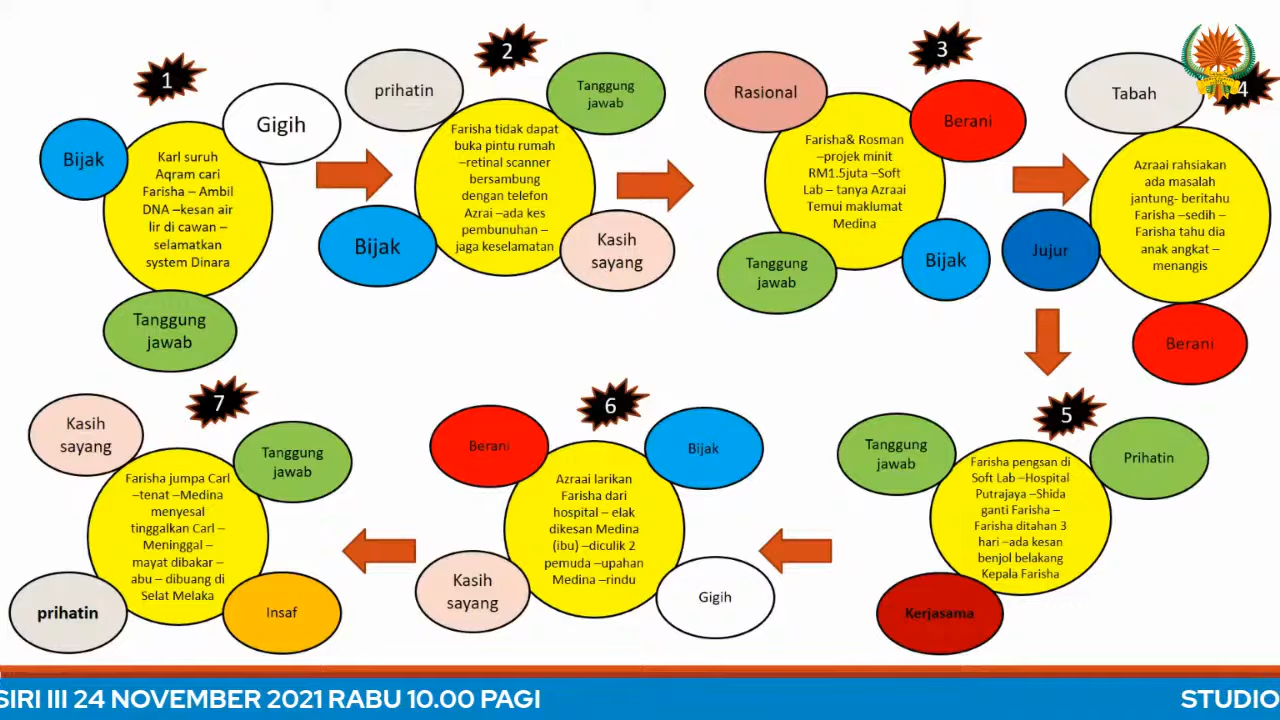 1
Bijak
Gigih
Karl suruh
Aqram cari
Farisha – Ambil
DNA –kesan air
lir di cawan –
selamatkan
system Dinara
Tanggung
jawab
2
prihatin
Tanggung
jawab
Farisha tidak dapat
buka pintu rumah
–retinal scanner
bersambung
dengan telefon
Azrai –ada kes
pembunuhan –
jaga keselamatan
Bijak
Kasih
sayang
3
Rasional
Berani
Farisha& Rosman
–projek minit
RM1.5juta –Soft
Lab – tanya Azraai
Temui maklumat
Medina
Tanggung
jawab
Bijak
4
Tabah
Azraai rahsiakan
ada masalah
jantung- beritahu
Farisha –sedih –
Farisha tahu dia
anak angkat –
menangis
Jujur
Berani
5
Tanggung
jawab
Prihatin
Farisha pengsan di
Soft Lab –Hospital
Putrajaya –Shida
ganti Farisha –
Farisha ditahan 3
hari –ada kesan
benjol belakang
Kepala Farisha
Kerjasama
6
Berani
Bijak
Azraai larikan
Farisha dari
hospital – elak
dikesan Medina
(ibu) –diculik 2
pemuda –upahan
Medina –rindu
Kasih
sayang
Gigih
7
Kasih
sayang
Tanggung
jawab
Farisha jumpa Carl
–tenat –Medina
menyesal
tinggalkan Carl –
Meninggal –
mayat dibakar –
abu – dibuang di
Selat Melaka
prihatin
Insaf
SIRI III 24 NOVEMBER 2021 RABU 10.00 PAGI
STUDIO